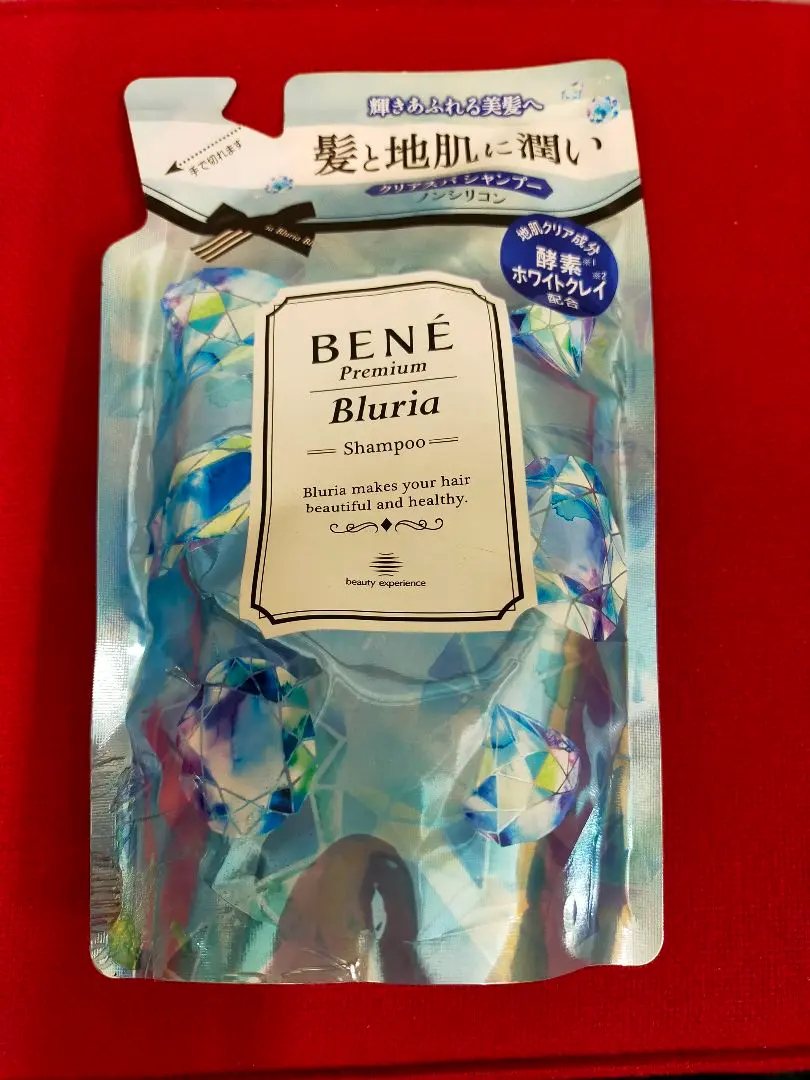 輝きあふれる美髪へ
髪と地肌に潤い
クリアスパ シャンプー
ノンシリコン
手で切れます
地肌クリア成分
酵素※1
ホワイトクレイ※2
配合
BENÉ
Premium
Bluria
Shampoo
Bluria makes your hair
beautiful and healthy.
beauty experience